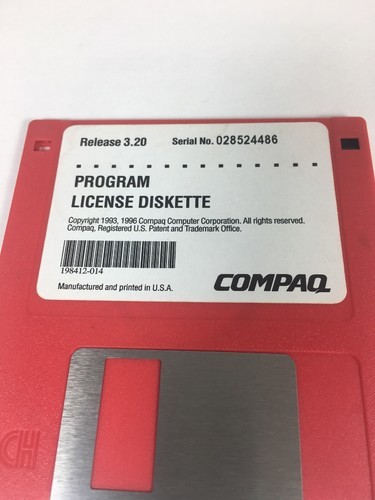 Release 3.20 Serial No. 028524486
PROGRAM
LICENSE DISKETTE
Copyright 1993, 1996 Compaq Computer Corporation. All rights reserved.
Compaq, Registered U.S. Patent and Trademark Office.
198412-014
COMPAQ
Manufactured and printed in U.S.A.
HD